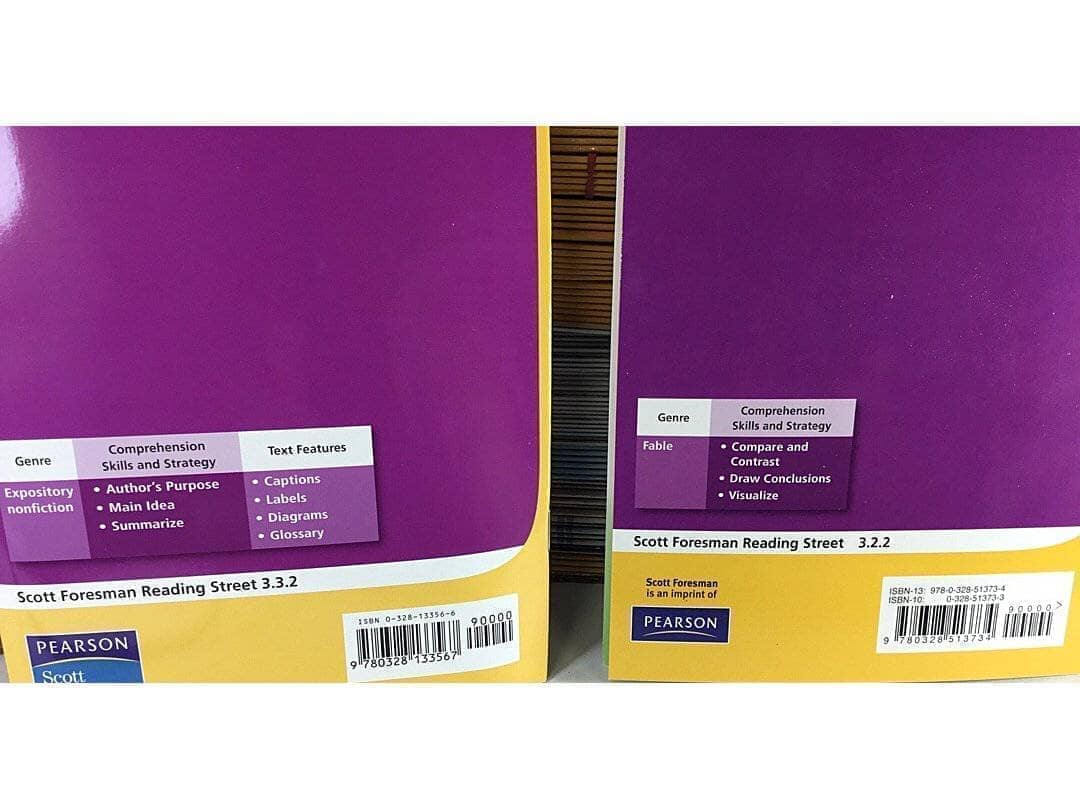 Genre
Comprehension
Skills and Strategy
Text Features
Expository
nonfiction
• Author's Purpose
• Main Idea
• Summarize
• Captions
• Labels
• Diagrams
• Glossary
Scott Foresman Reading Street 3.3.2
PEARSON
Scott
ISBN 0-328-13356-6
90000
9 780328 133567
Genre
Comprehension
Skills and Strategy
Fable
• Compare and
Contrast
• Draw Conclusions
• Visualize
Scott Foresman Reading Street 3.2.2
Scott Foresman
is an imprint of
PEARSON
ISBN-13: 978-0-328-51373-4
ISBN-10: 0-328-51373-3
90000>
9 780328 513734